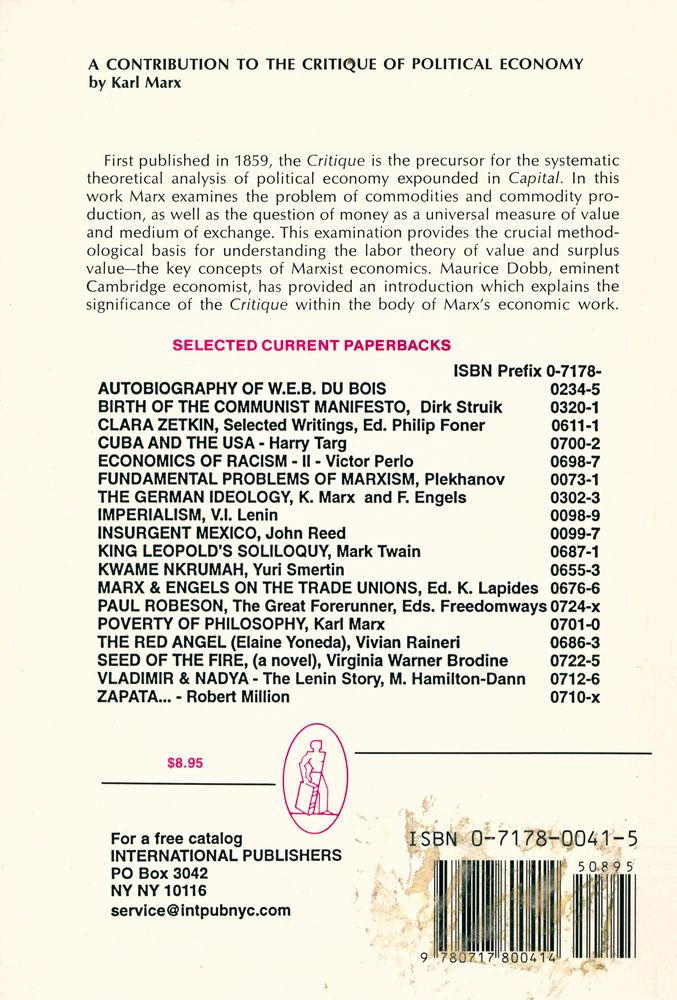 A CONTRIBUTION TO THE CRITIQUE OF POLITICAL ECONOMY
by Karl Marx
First published in 1859, the Critique is the precursor for the systematic
theoretical analysis of political economy expounded in Capital. In this
work Marx examines the problem of commodities and commodity pro-
duction, as well as the question of money as a universal measure of value
and medium of exchange. This examination provides the crucial method-
ological basis for understanding the labor theory of value and surplus
value—the key concepts of Marxist economics. Maurice Dobb, eminent
Cambridge economist, has provided an introduction which explains the
significance of the Critique within the body of Marx's economic work.
SELECTED CURRENT PAPERBACKS
ISBN Prefix 0-7178-
AUTOBIOGRAPHY OF W.E.B. DU BOIS 0234-5
BIRTH OF THE COMMUNIST MANIFESTO, Dirk Struik 0320-1
CLARA ZETKIN, Selected Writings, Ed. Philip Foner 0611-1
CUBA AND THE USA - Harry Targ 0700-2
ECONOMICS OF RACISM - II - Victor Perlo 0698-7
FUNDAMENTAL PROBLEMS OF MARXISM, Plekhanov 0073-1
THE GERMAN IDEOLOGY, K. Marx and F. Engels 0302-3
IMPERIALISM, V.I. Lenin 0098-9
INSURGENT MEXICO, John Reed 0099-7
KING LEOPOLD'S SOLILOQUY, Mark Twain 0687-1
KWAME NKRUMAH, Yuri Smertin 0655-3
MARX & ENGELS ON THE TRADE UNIONS, Ed. K. Lapides 0676-6
PAUL ROBESON, The Great Forerunner, Eds. Freedomways 0724-x
POVERTY OF PHILOSOPHY, Karl Marx 0701-0
THE RED ANGEL (Elaine Yoneda), Vivian Raineri 0686-3
SEED OF THE FIRE, (a novel), Virginia Warner Brodine 0722-5
VLADIMIR & NADYA - The Lenin Story, M. Hamilton-Dann 0712-6
ZAPATA... - Robert Million 0710-x
$8.95
For a free catalog
INTERNATIONAL PUBLISHERS
PO Box 3042
NY NY 10116
service@intpubnyc.com
ISBN 0-7178-0041-5
50895
9 780717 800414